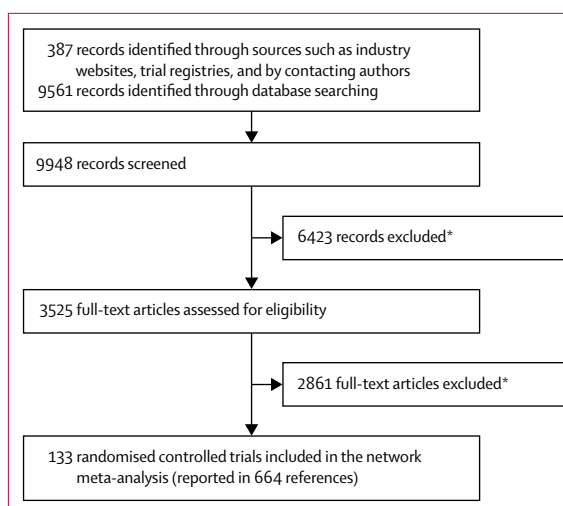 387 records identified through sources such as industry
websites, trial registries, and by contacting authors
9561 records identified through database searching
9948 records screened
6423 records excluded*
3525 full-text articles assessed for eligibility
2861 full-text articles excluded*
133 randomised controlled trials included in the network
meta-analysis (reported in 664 references)